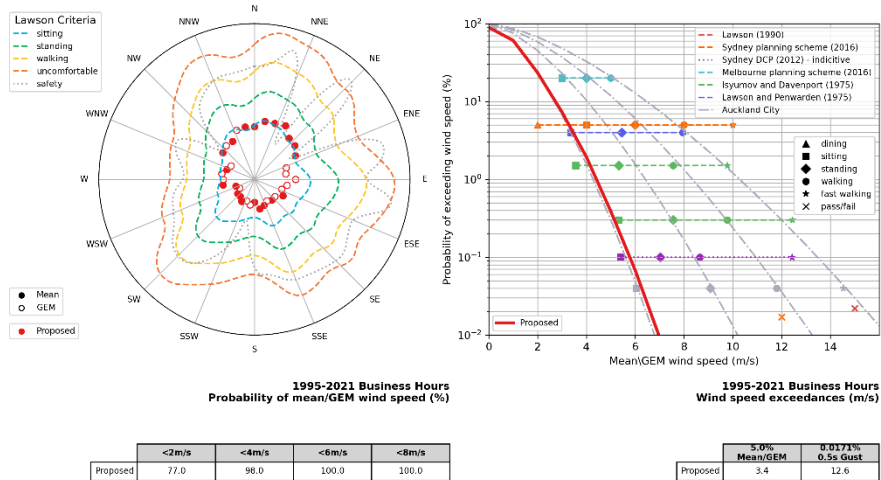 Lawson Criteria
sitting
standing
walking
uncomfortable
safety
N
NNE
NE
ENE
E
ESE
SE
SSE
S
SSW
SW
WSW
W
WNW
NW
NNW
Mean
GEM
Proposed
1995-2021 Business Hours
Probability of mean/GEM wind speed (%)
<2m/s <4m/s <6m/s <8m/s
Proposed 77.0 98.0 100.0 100.0
Probability of exceeding wind speed (%)
10²
10¹
10⁰
10⁻¹
10⁻²
0 2 4 6 8 10 12 14
Mean\GEM wind speed (m/s)
Lawson (1990)
Sydney planning scheme (2016)
Sydney DCP (2012) - indicitive
Melbourne planning scheme (2016)
Isyumov and Davenport (1975)
Lawson and Penwarden (1975)
Auckland City
dining
sitting
standing
walking
fast walking
pass/fail
Proposed
1995-2021 Business Hours
Wind speed exceedances (m/s)
5.0% 0.0171%
Mean/GEM 0.5s Gust
Proposed 3.4 12.6